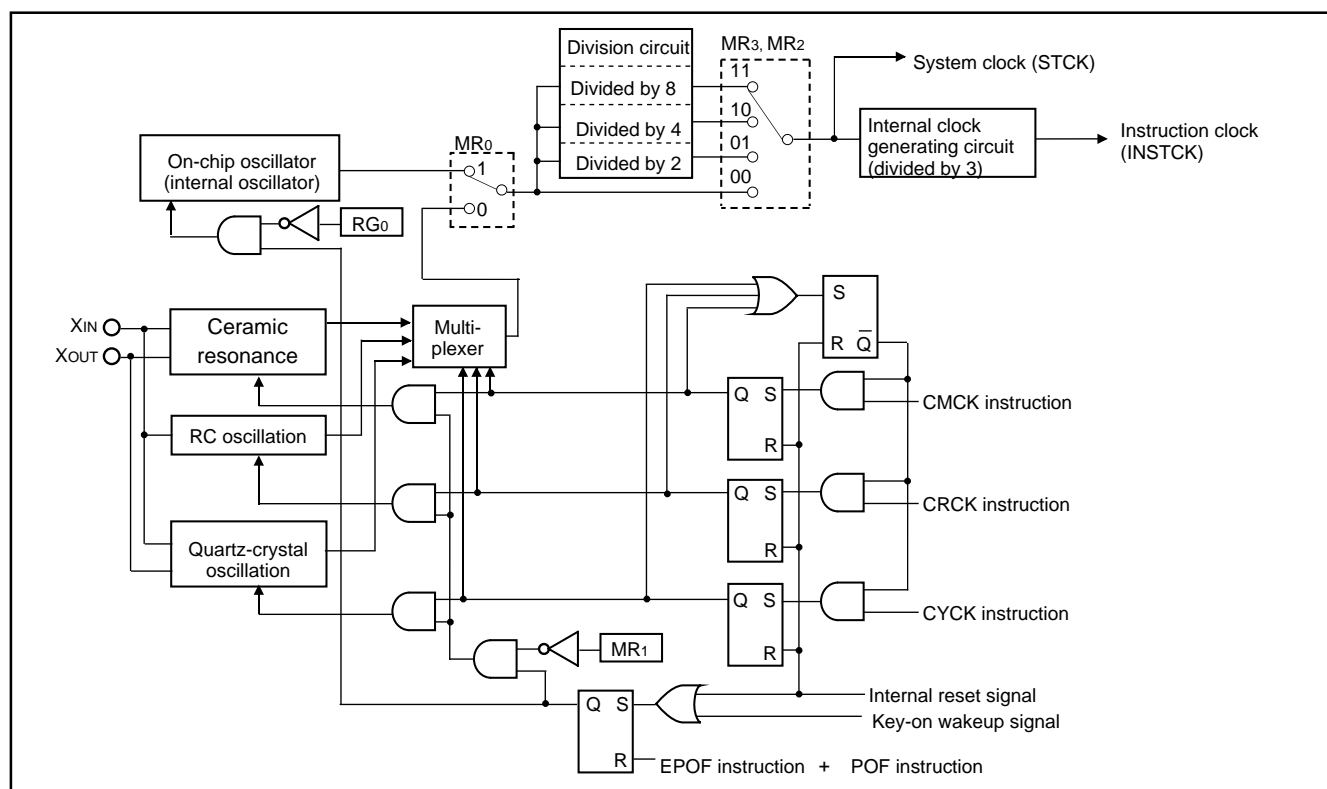 Division circuit
Divided by 8
Divided by 4
Divided by 2
MR3, MR2
11
10
01
00
System clock (STCK)
Internal clock
generating circuit
(divided by 3)
Instruction clock
(INSTCK)
On-chip oscillator
(internal oscillator)
MR0
1
0
RG0
XIN
XOUT
Ceramic
resonance
Multi-
plexer
RC oscillation
Quartz-crystal
oscillation
S
R Q
Q S
R
CMCK instruction
Q S
R
CRCK instruction
Q S
R
CYCK instruction
MR1
Internal reset signal
Key-on wakeup signal
Q S
R
EPOF instruction + POF instruction